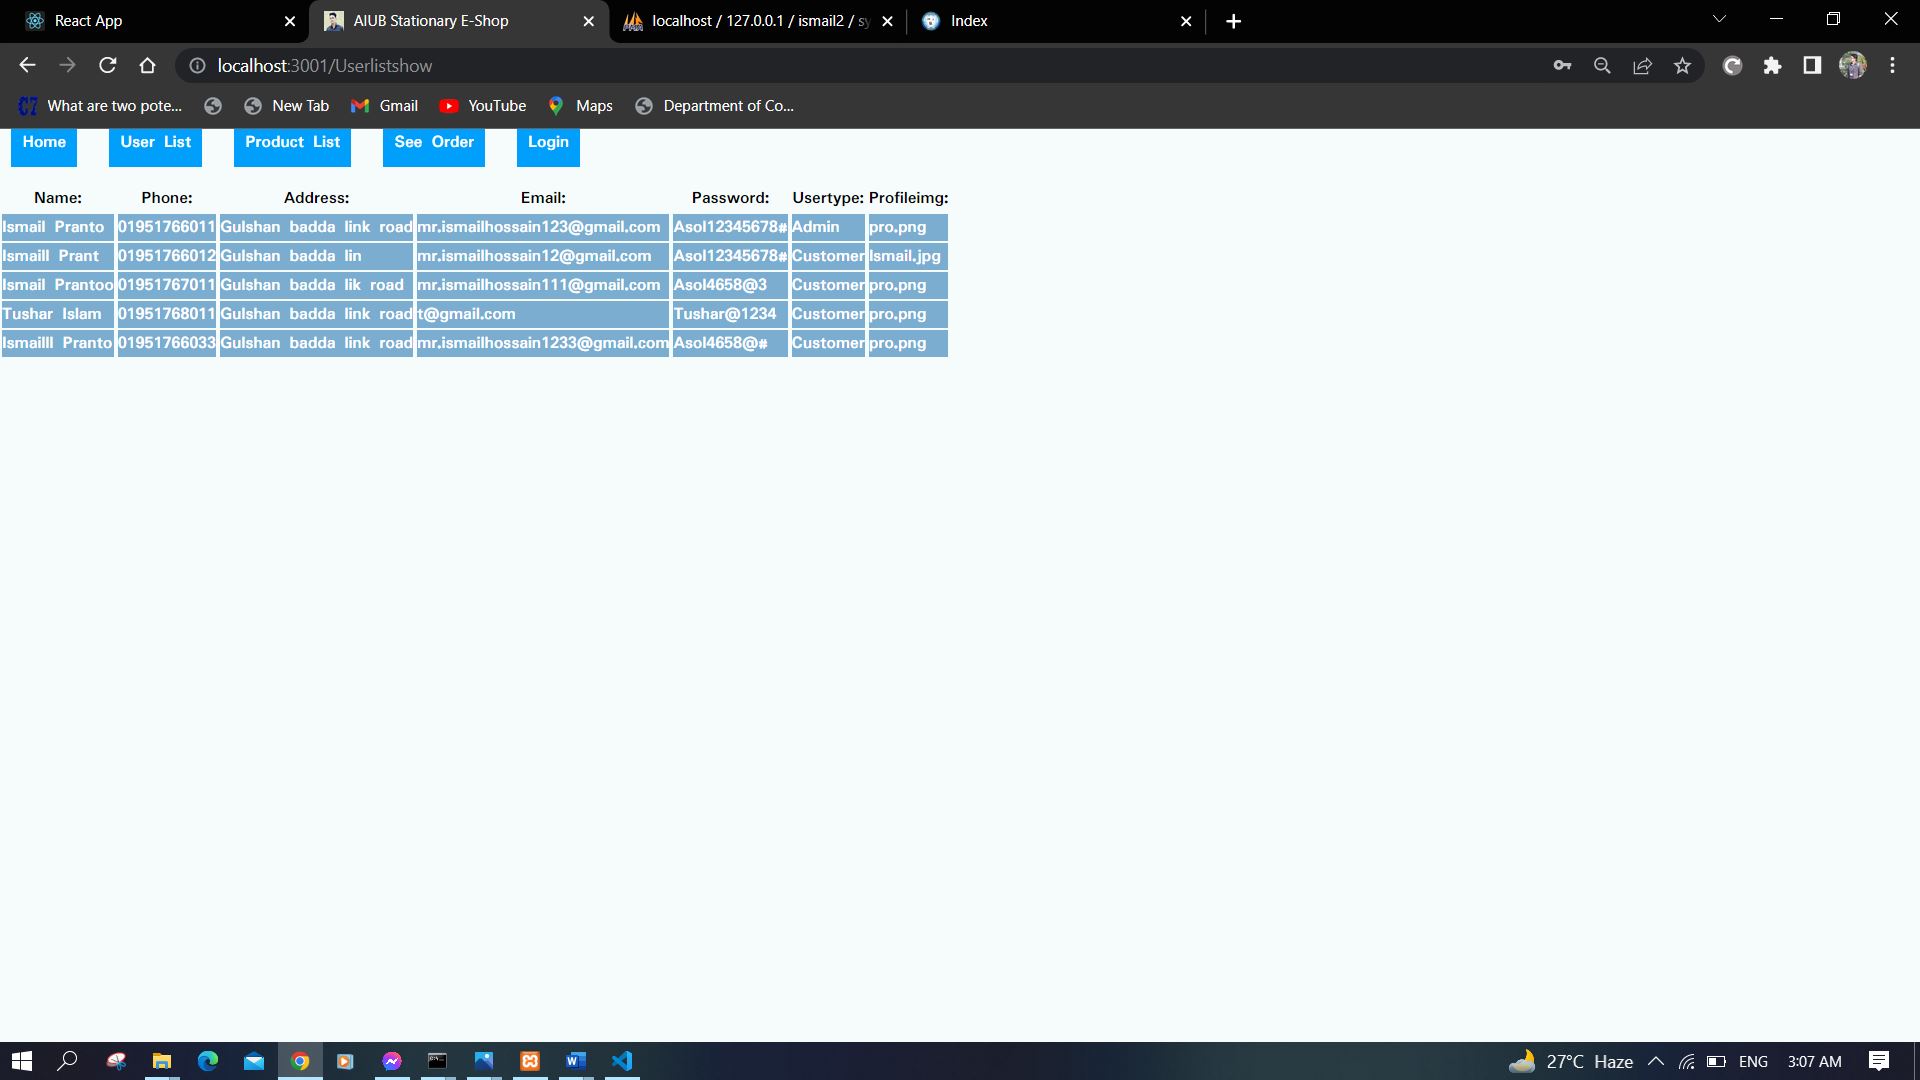 React App
AIUB Stationary E-Shop
localhost / 127.0.0.1 / ismail2 / sy
Index
localhost:3001/Userlistshow
What are two pote...
New Tab
Gmail
YouTube
Maps
Department of Co...
Home User List Product List See Order Login
Name: Phone: Address: Email: Password: Usertype: Profileimg:
Ismail Pranto 01951766011 Gulshan badda link road mr.ismailhossain123@gmail.com Asol12345678# Admin pro.png
Ismaill Prant 01951766012 Gulshan badda lin mr.ismailhossain12@gmail.com Asol12345678# Customer Ismail.jpg
Ismail Prantoo 01951767011 Gulshan badda lik road mr.ismailhossain111@gmail.com Asol4658@3 Customer pro.png
Tushar Islam 01951768011 Gulshan badda link road t@gmail.com Tushar@1234 Customer pro.png
Ismailll Pranto 01951766033 Gulshan badda link road mr.ismailhossain1233@gmail.com Asol4658@# Customer pro.png
27°C Haze ENG 3:07 AM